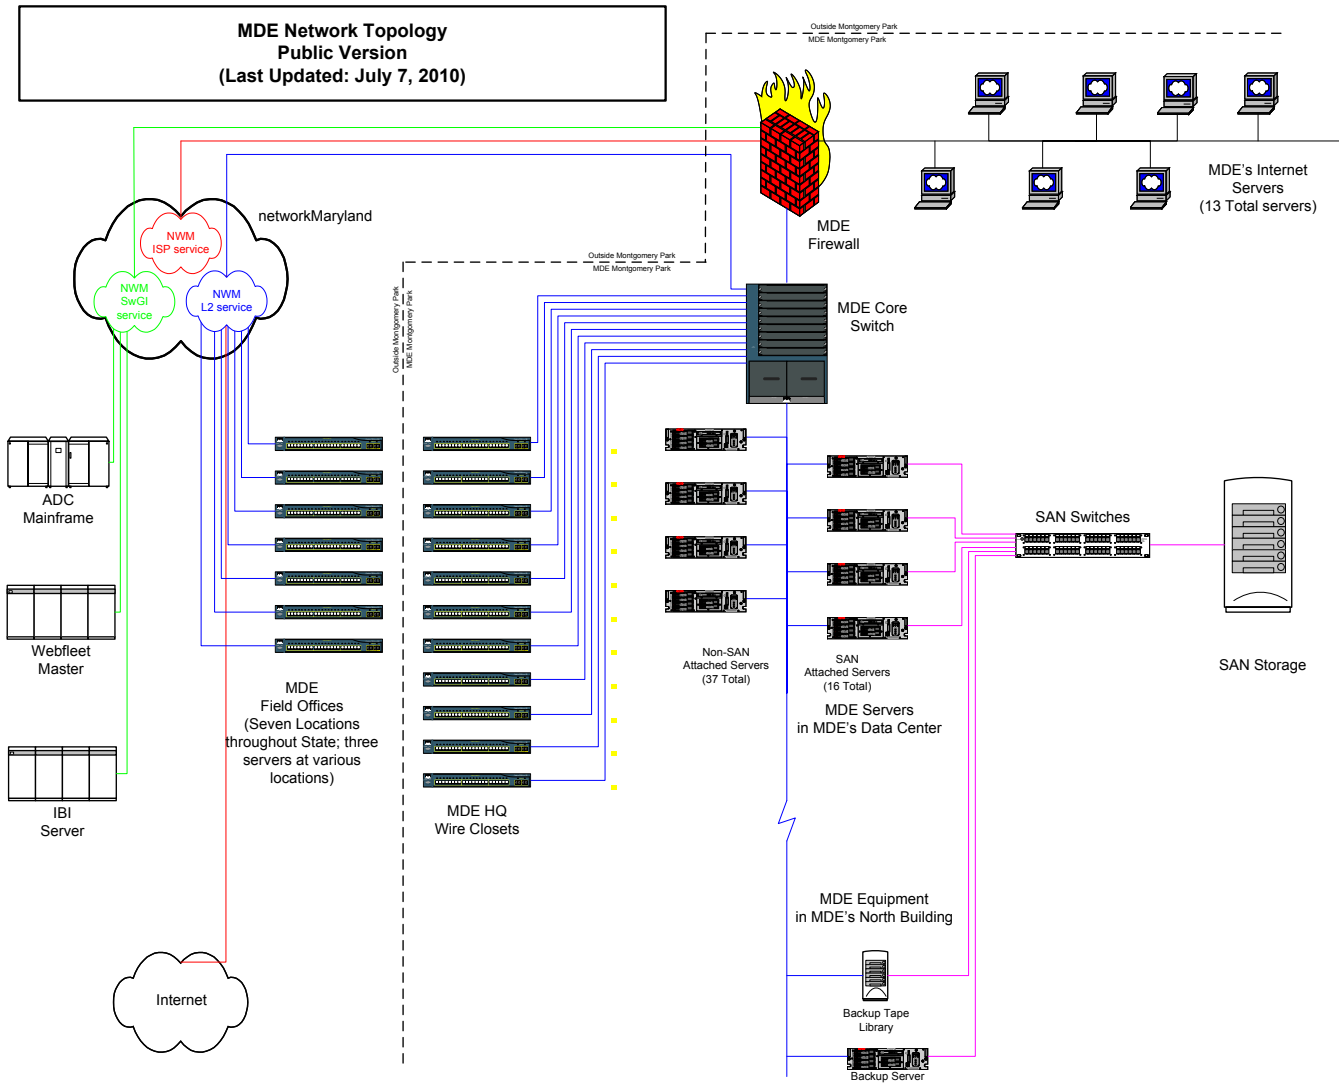 MDE Network Topology
Public Version
(Last Updated: July 7, 2010)
Outside Montgomery Park
MDE Montgomery Park
MDE's Internet
Servers
(13 Total servers)
MDE
Firewall
networkMaryland
NWM
ISP service
NWM
SwGI
service
NWM
L2 service
Outside Montgomery Park
MDE Montgomery Park
Outside Montgomery Park
MDE Montgomery Park
MDE Core
Switch
ADC
Mainframe
Webfleet
Master
IBI
Server
MDE
Field Offices
(Seven Locations
throughout State; three
servers at various
locations)
MDE HQ
Wire Closets
Non-SAN
Attached Servers
(37 Total)
SAN
Attached Servers
(16 Total)
MDE Servers
in MDE's Data Center
SAN Switches
SAN Storage
MDE Equipment
in MDE's North Building
Backup Tape
Library
Backup Server
Internet